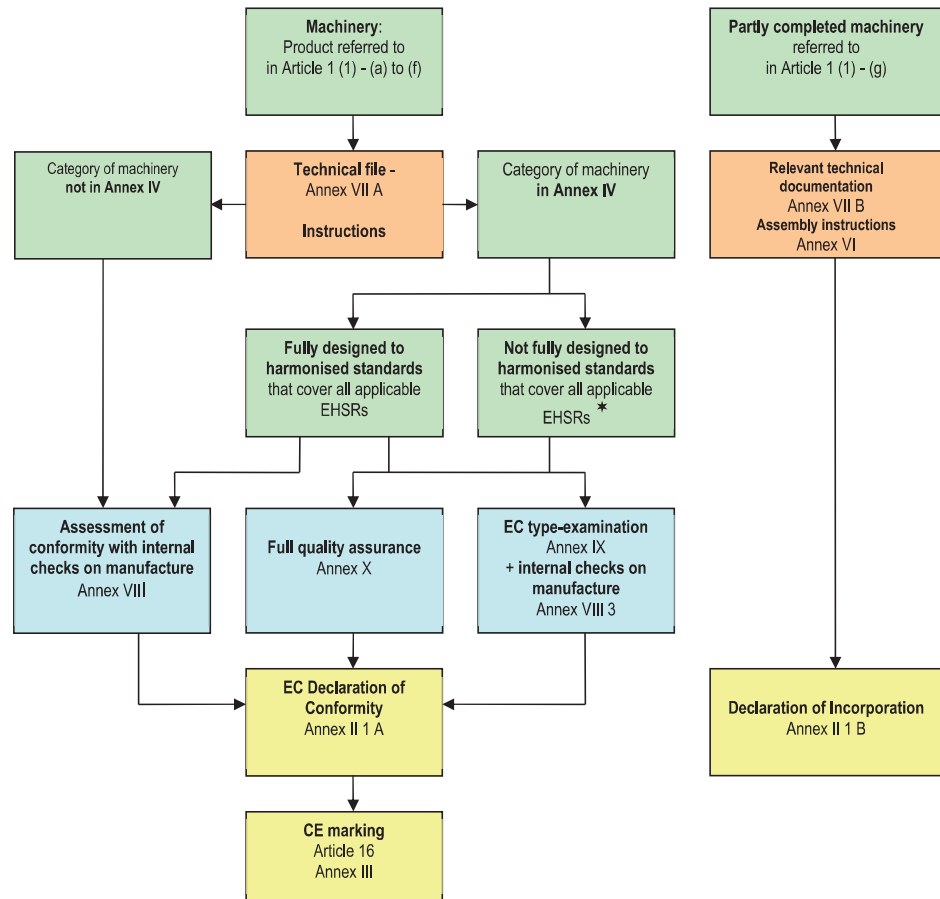 Machinery:
Product referred to
in Article 1 (1) - (a) to (f)
Partly completed machinery
referred to
in Article 1 (1) - (g)
Category of machinery
not in Annex IV
Technical file -
Annex VII A
Instructions
Category of machinery
in Annex IV
Relevant technical
documentation
Annex VII B
Assembly instructions
Annex VI
Fully designed to
harmonised standards
that cover all applicable
EHSRs
Not fully designed to
harmonised standards
that cover all applicable
EHSRs *
Assessment of
conformity with internal
checks on manufacture
Annex VIII
Full quality assurance
Annex X
EC type-examination
Annex IX
+ internal checks on
manufacture
Annex VIII 3
EC Declaration of
Conformity
Annex II 1 A
Declaration of Incorporation
Annex II 1 B
CE marking
Article 16
Annex III